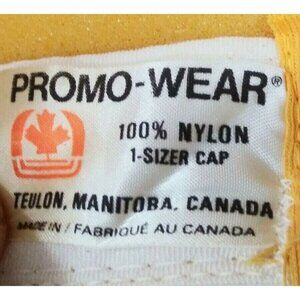 PROMO-WEAR®
100% NYLON
1-SIZER CAP
TEULON, MANITOBA, CANADA
MADE IN / FABRIQUÉ AU CANADA